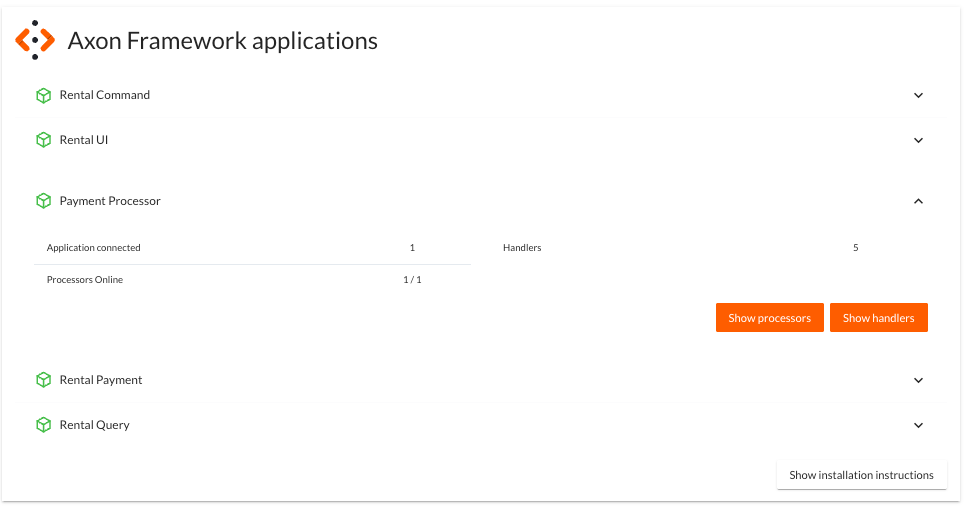 Axon Framework applications
Rental Command
Rental UI
Payment Processor
Application connected 1 Handlers 5
Processors Online 1 / 1
Show processors Show handlers
Rental Payment
Rental Query
Show installation instructions